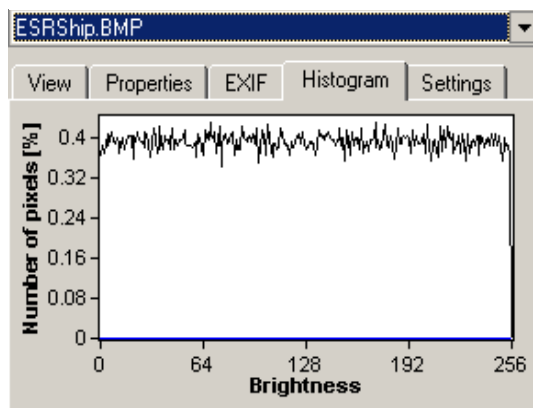 ESRShip.BMP
View Properties EXIF Histogram Settings
Number of pixels [%]
0.4
0.32
0.24
0.16
0.08
0
0 64 128 192 256
Brightness